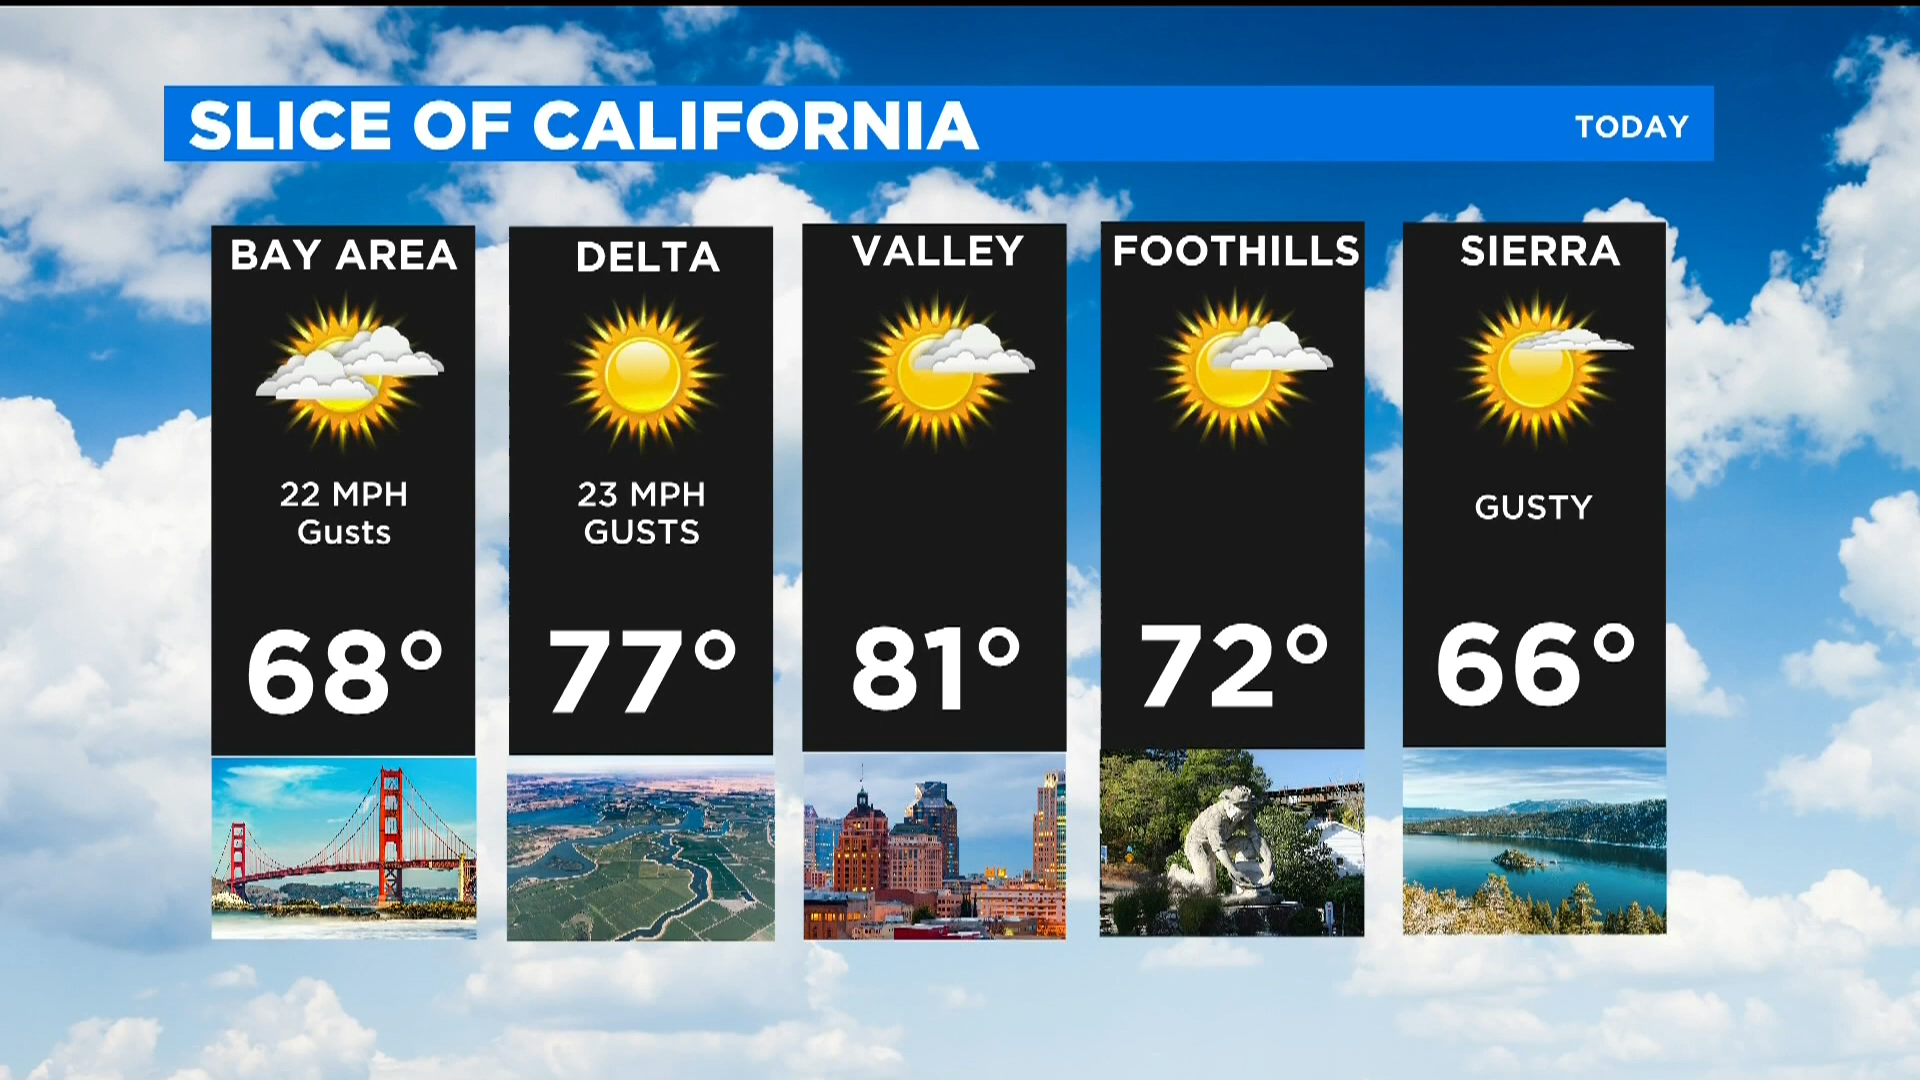 SLICE OF CALIFORNIA
TODAY
BAY AREA
22 MPH
Gusts
68°
DELTA
23 MPH
GUSTS
77°
VALLEY
81°
FOOTHILLS
72°
SIERRA
GUSTY
66°